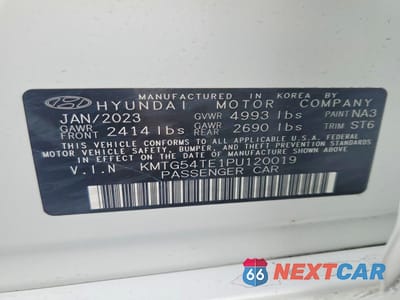 MANUFACTURED IN KOREA BY
HYUNDAI MOTOR COMPANY
JAN/2023 GVWR 4993 lbs PAINT NA3
GAWR FRONT 2414 lbs GAWR REAR 2690 lbs TRIM ST6
THIS VEHICLE CONFORMS TO ALL APPLICABLE U.S.A. FEDERAL
MOTOR VEHICLE SAFETY, BUMPER, AND THEFT PREVENTION
STANDARDS IN EFFECT ON THE DATE OF MANUFACTURE SHOWN ABOVE.
V.I.N KMTG54TE1PU120019
PASSENGER CAR
66 NEXTCAR